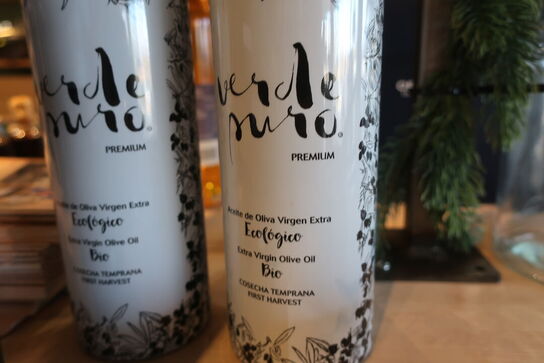 verde
puro®
PREMIUM
Aceite de Oliva Virgen Extra
Ecológico
Extra Virgin Olive Oil
Bio
COSECHA TEMPRANA
FIRST HARVEST
verde
puro®
PREMIUM
Aceite de Oliva Virgen Extra
Ecológico
Extra Virgin Olive Oil
Bio
COSECHA TEMPRANA
FIRST HARVEST